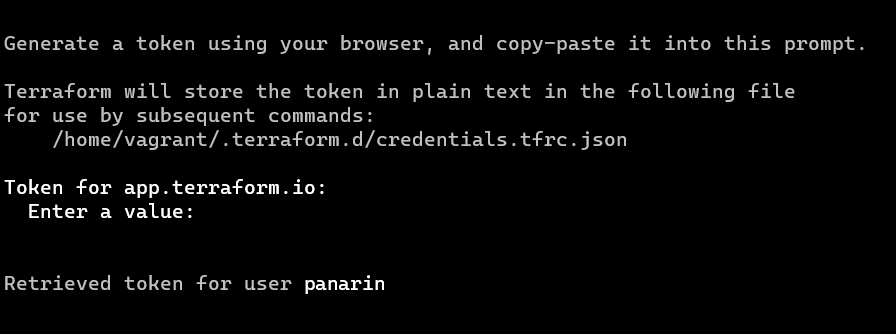 Generate a token using your browser, and copy-paste it into this prompt.
Terraform will store the token in plain text in the following file
for use by subsequent commands:
/home/vagrant/.terraform.d/credentials.tfrc.json
Token for app.terraform.io:
Enter a value:
Retrieved token for user panarin